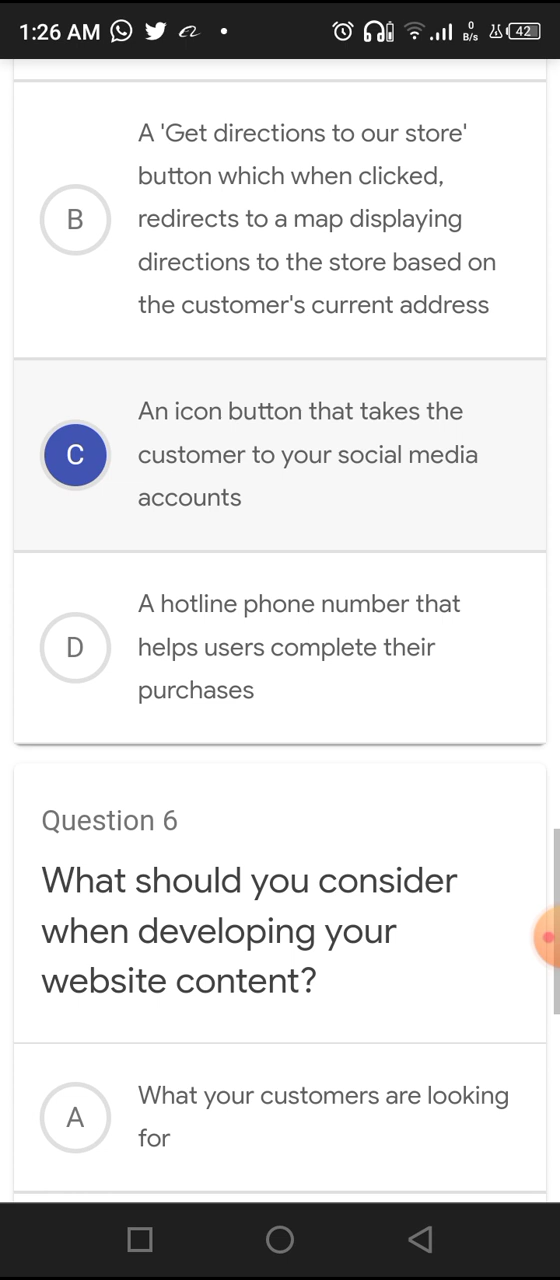 1:26 AM
0
B/s
42
A 'Get directions to our store'
button which when clicked,
B
redirects to a map displaying
directions to the store based on
the customer's current address
An icon button that takes the
C
customer to your social media
accounts
A hotline phone number that
D
helps users complete their
purchases
Question 6
What should you consider
when developing your
website content?
What your customers are looking
A
for